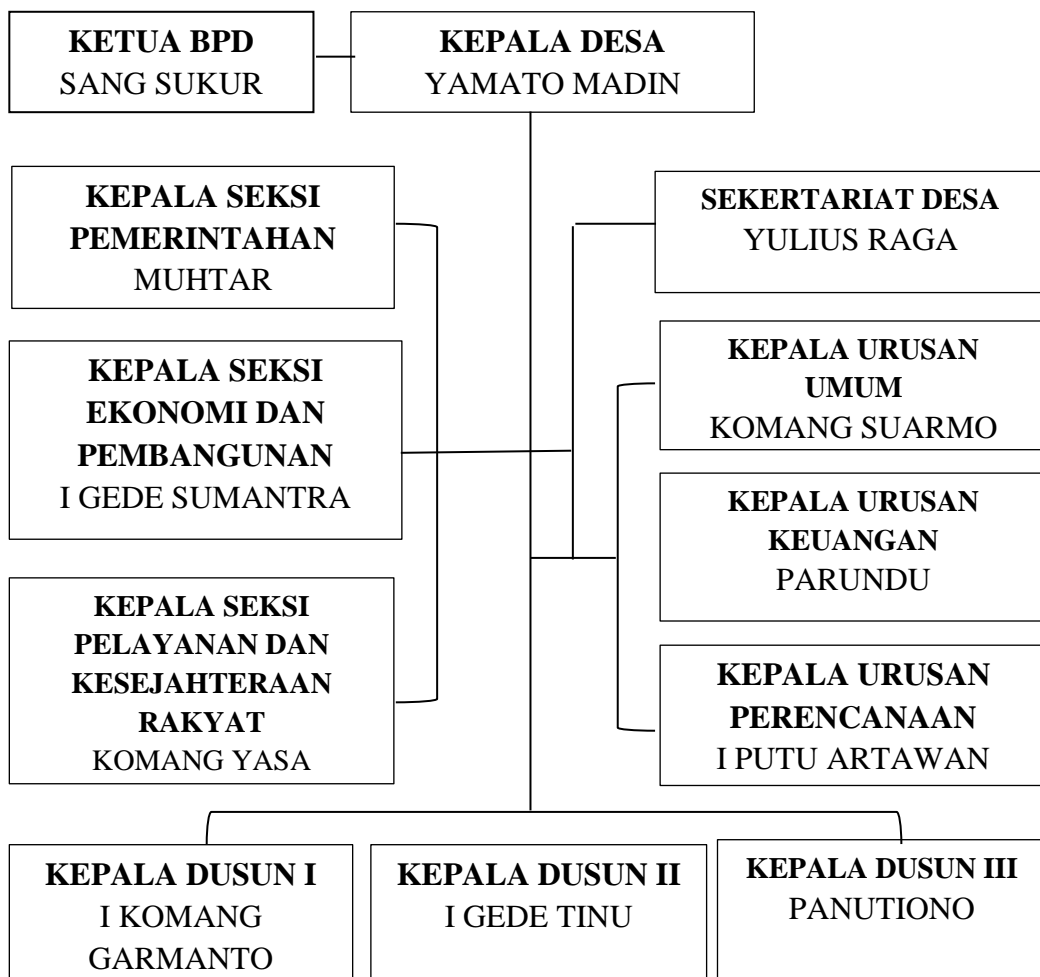 KETUA BPD
SANG SUKUR
KEPALA DESA
YAMATO MADIN
KEPALA SEKSI
PEMERINTAHAN
MUHTAR
SEKERTARIAT DESA
YULIUS RAGA
KEPALA SEKSI
EKONOMI DAN
PEMBANGUNAN
I GEDE SUMANTRA
KEPALA URUSAN
UMUM
KOMANG SUARMO
KEPALA URUSAN
KEUANGAN
PARUNDU
KEPALA SEKSI
PELAYANAN DAN
KESEJAHTERAAN
RAKYAT
KOMANG YASA
KEPALA URUSAN
PERENCANAAN
I PUTU ARTAWAN
KEPALA DUSUN I
I KOMANG
GARMANTO
KEPALA DUSUN II
I GEDE TINU
KEPALA DUSUN III
PANUTIONO